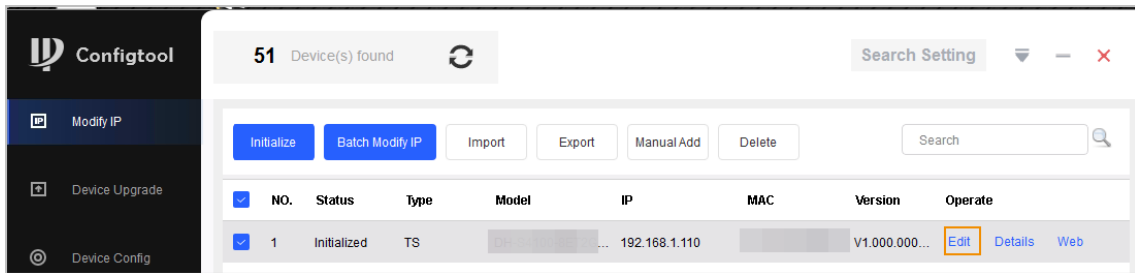 Configtool
51 Device(s) found
Search Setting
Modify IP
Initialize Batch Modify IP Import Export Manual Add Delete Search
Device Upgrade
NO. Status Type Model IP MAC Version Operate
1 Initialized TS ... 192.168.1.110 V1.000.000... Edit Details Web
Device Config